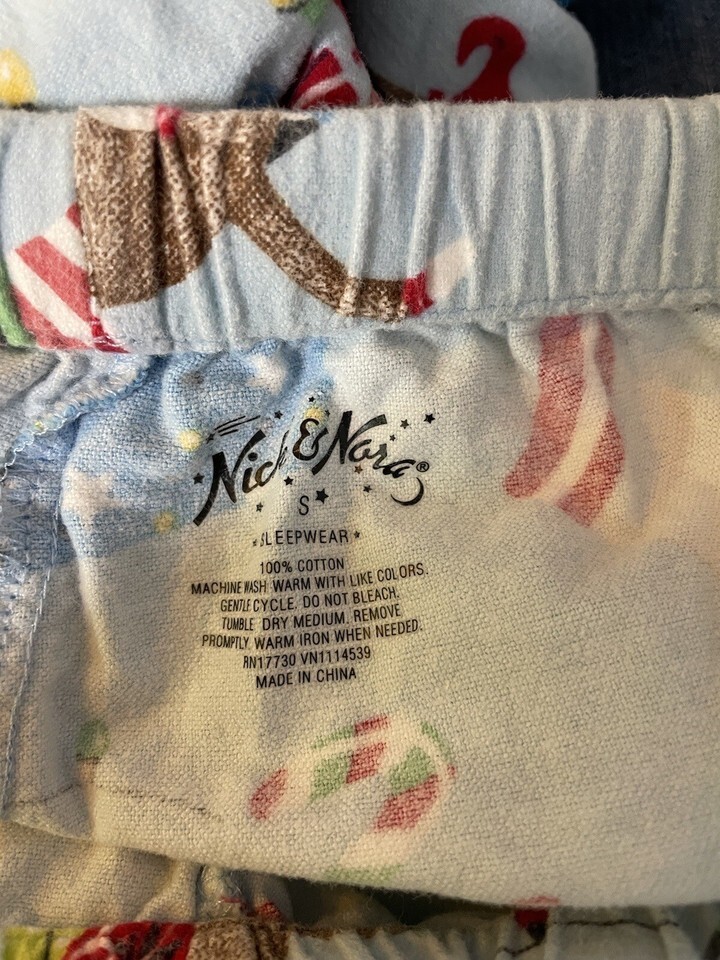 Nick & Nora®
S
SLEEPWEAR
100% COTTON
MACHINE WASH WARM WITH LIKE COLORS.
GENTLE CYCLE. DO NOT BLEACH.
TUMBLE DRY MEDIUM. REMOVE
PROMPTLY. WARM IRON WHEN NEEDED.
RN17730 VN1114539
MADE IN CHINA